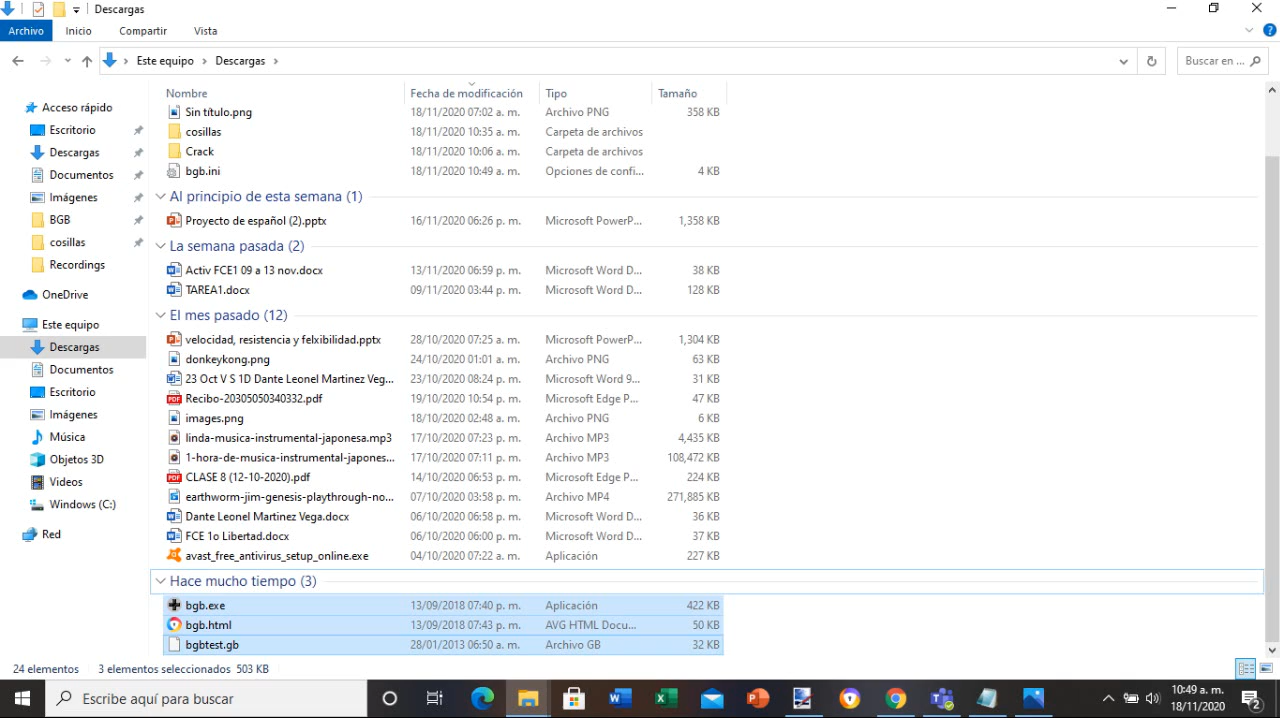 Descargas
Archivo Inicio Compartir Vista
Este equipo Descargas Buscar en ...
Nombre Fecha de modificación Tipo Tamaño
Acceso rápido
Escritorio
Descargas
Documentos
Imágenes
BGB
cosillas
Recordings
OneDrive
Este equipo
Descargas
Documentos
Escritorio
Imágenes
Música
Objetos 3D
Videos
Windows (C:)
Red
Sin título.png 18/11/2020 07:02 a. m. Archivo PNG 358 KB
cosillas 18/11/2020 10:35 a. m. Carpeta de archivos
Crack 18/11/2020 10:06 a. m. Carpeta de archivos
bgb.ini 18/11/2020 10:49 a. m. Opciones de confi... 4 KB
Al principio de esta semana (1)
Proyecto de español (2).pptx 16/11/2020 06:26 p. m. Microsoft PowerP... 1,358 KB
La semana pasada (2)
Activ FCE1 09 a 13 nov.docx 13/11/2020 06:59 p. m. Microsoft Word D... 38 KB
TAREA1.docx 09/11/2020 03:44 p. m. Microsoft Word D... 128 KB
El mes pasado (12)
velocidad, resistencia y felxibilidad.pptx 28/10/2020 07:25 a. m. Microsoft PowerP... 1,304 KB
donkeykong.png 24/10/2020 01:01 a. m. Archivo PNG 63 KB
23 Oct V S 1D Dante Leonel Martinez Veg... 23/10/2020 08:24 p. m. Microsoft Word 9... 31 KB
Recibo-20305050340332.pdf 19/10/2020 10:54 p. m. Microsoft Edge P... 47 KB
images.png 18/10/2020 02:48 a. m. Archivo PNG 6 KB
linda-musica-instrumental-japonesa.mp3 17/10/2020 07:23 p. m. Archivo MP3 4,435 KB
1-hora-de-musica-instrumental-japones... 17/10/2020 07:11 p. m. Archivo MP3 108,472 KB
CLASE 8 (12-10-2020).pdf 14/10/2020 06:53 p. m. Microsoft Edge P... 224 KB
earthworm-jim-genesis-playthrough-no... 07/10/2020 03:58 p. m. Archivo MP4 271,885 KB
Dante Leonel Martinez Vega.docx 06/10/2020 06:58 p. m. Microsoft Word D... 36 KB
FCE 1o Libertad.docx 06/10/2020 06:00 p. m. Microsoft Word D... 37 KB
avast_free_antivirus_setup_online.exe 04/10/2020 07:22 a. m. Aplicación 227 KB
Hace mucho tiempo (3)
bgb.exe 13/09/2018 07:40 p. m. Aplicación 422 KB
bgb.html 13/09/2018 07:43 p. m. AVG HTML Docu... 50 KB
bgbtest.gb 28/01/2013 06:50 a. m. Archivo GB 32 KB
24 elementos 3 elementos seleccionados 503 KB
Escribe aquí para buscar
10:49 a. m.
18/11/2020
2